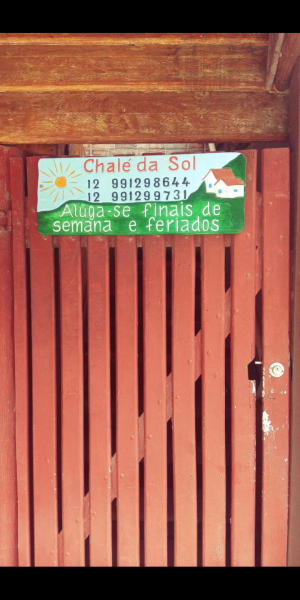 Chalé da Sol
12 991298644
12 991299731
Aluga-se finais de
semana e feriados